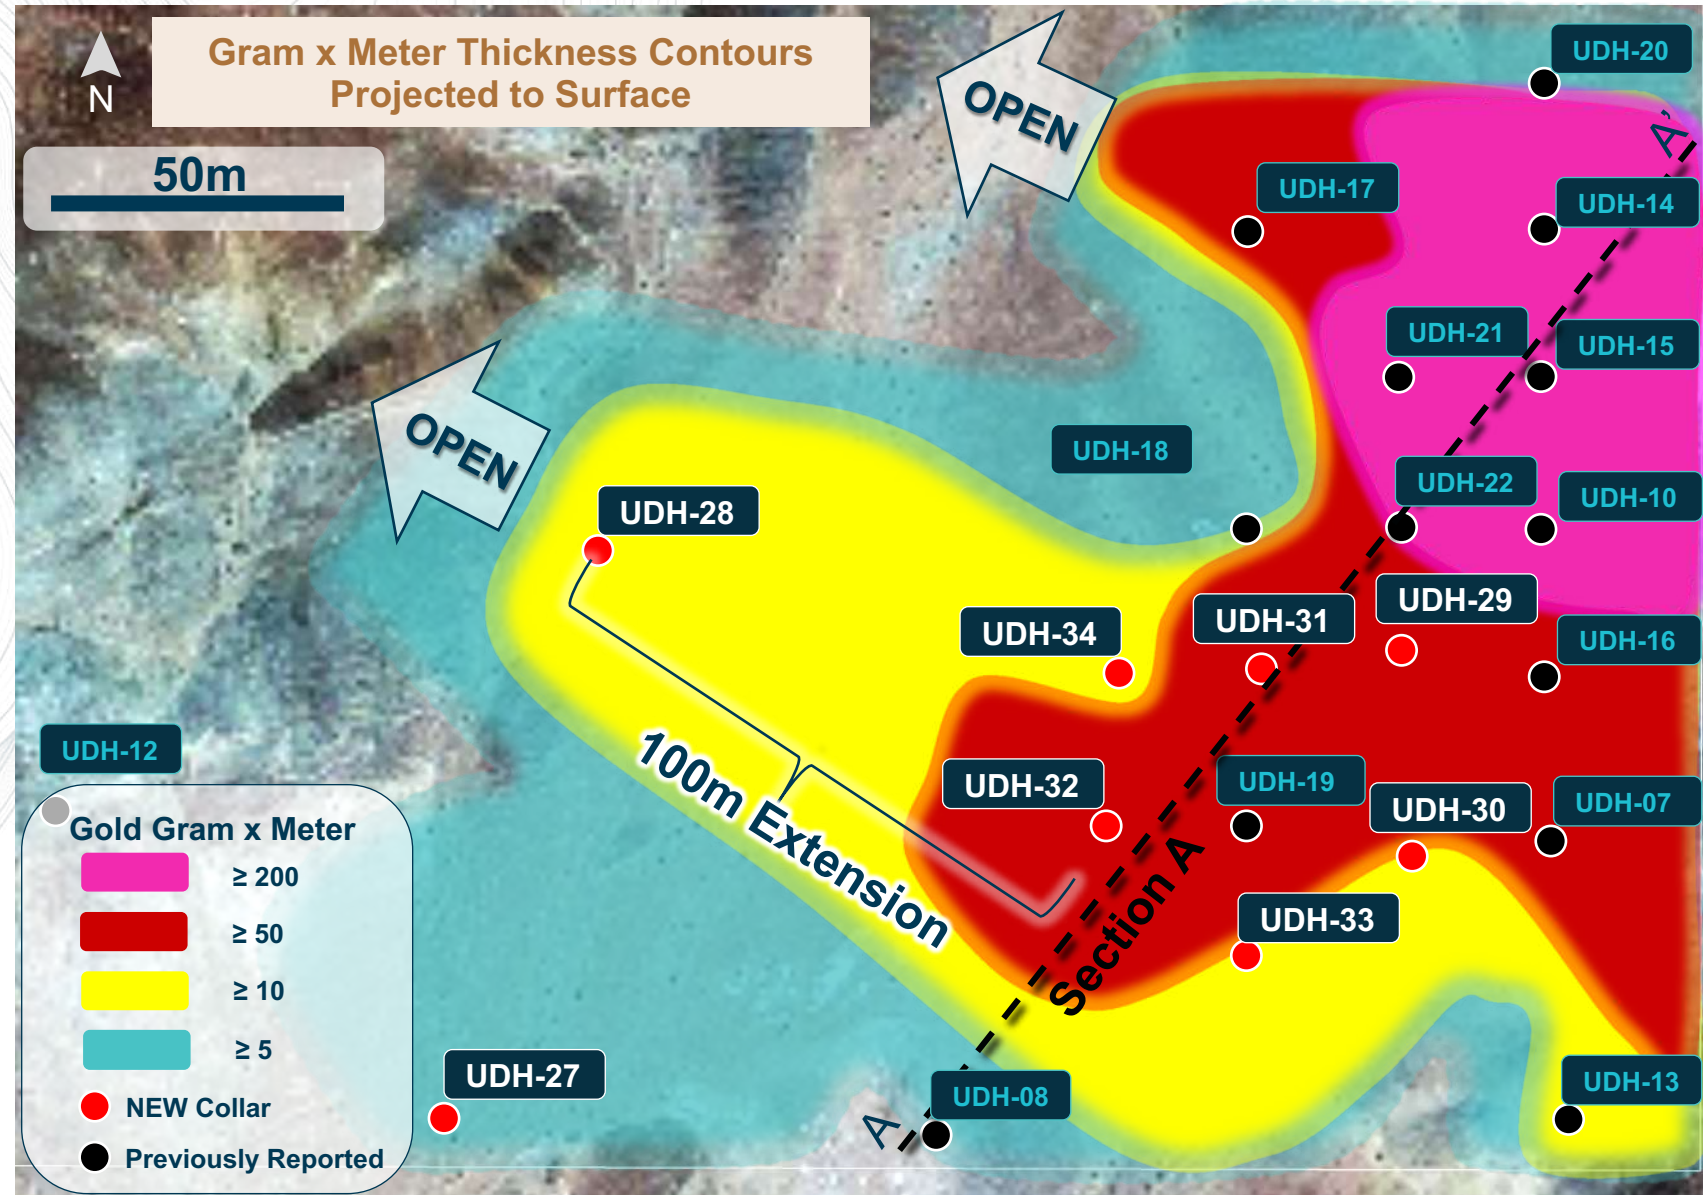 Gram x Meter Thickness Contours
Projected to Surface
N
50m
OPEN
OPEN
UDH-20
A'
UDH-17
UDH-14
UDH-21
UDH-15
UDH-18
UDH-22
UDH-10
UDH-28
UDH-29
UDH-31
UDH-34
UDH-16
UDH-12
100m Extension
UDH-32
UDH-19
UDH-30
UDH-07
Section A
UDH-33
UDH-27
UDH-08
A
UDH-13
Gold Gram x Meter
≥ 200
≥ 50
≥ 10
≥ 5
NEW Collar
Previously Reported